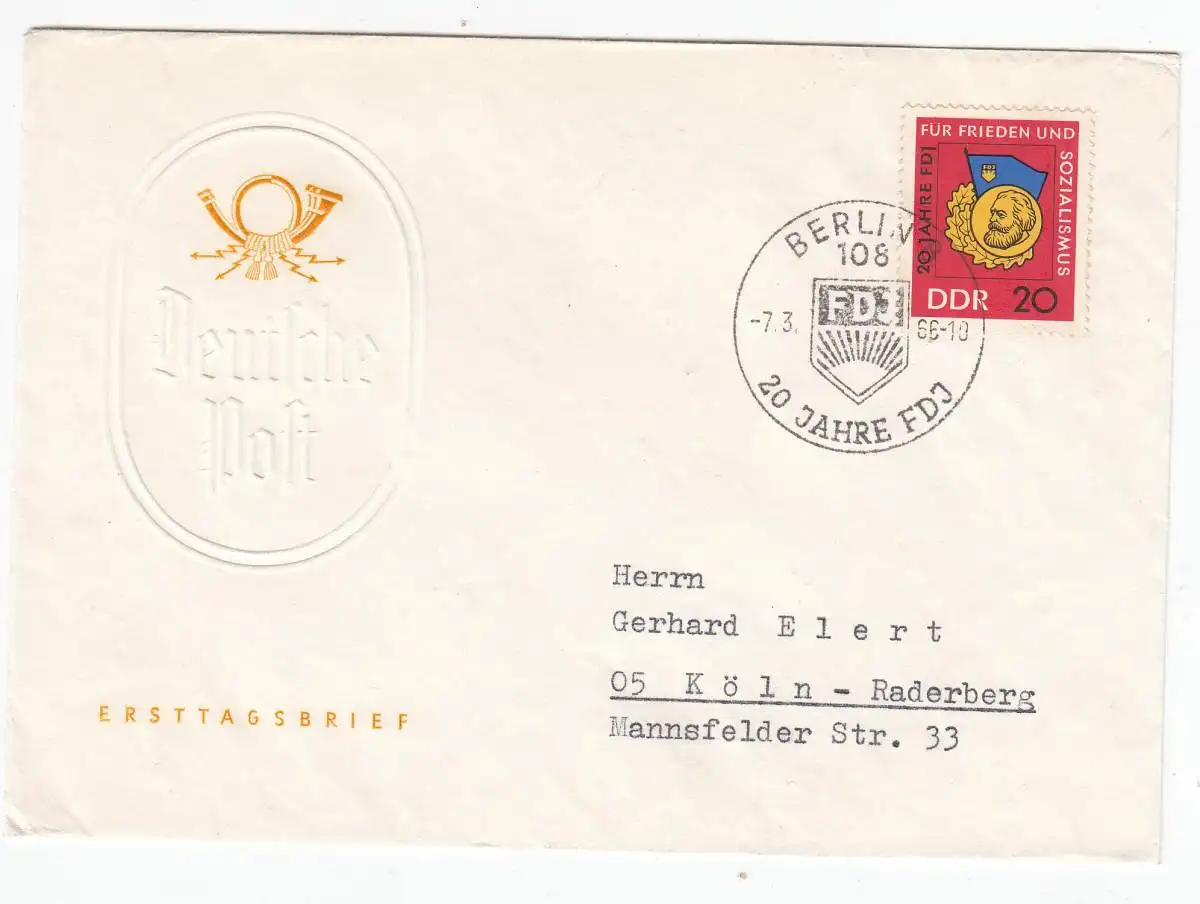 Deutsche
Post
ERSTTAGSBRIEF
FÜR FRIEDEN UND
SOZIALISMUS
20 JAHRE FDJ
FDJ
DDR 20
BERLIN
108
FDJ
-7.3. 66-18
20 JAHRE FDJ
Herrn
Gerhard Elert
05 Köln - Raderberg
Mannsfelder Str. 33